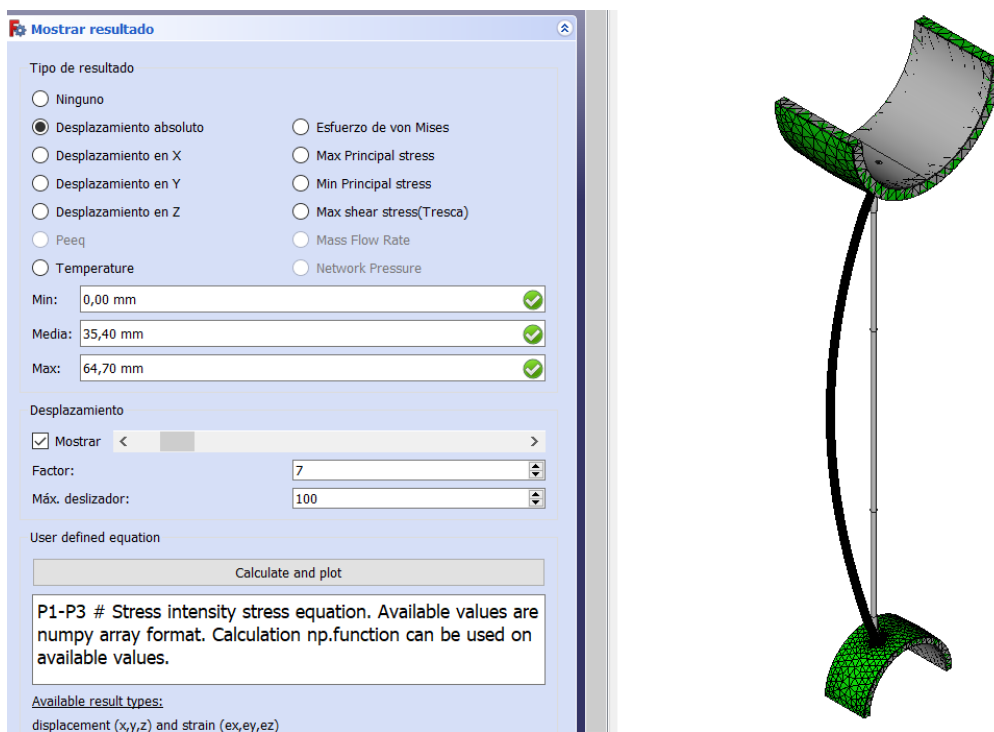 Mostrar resultado
Tipo de resultado
Ninguno
Desplazamiento absoluto
Esfuerzo de von Mises
Desplazamiento en X
Max Principal stress
Desplazamiento en Y
Min Principal stress
Desplazamiento en Z
Max shear stress(Tresca)
Peeq
Mass Flow Rate
Temperature
Network Pressure
Min: 0,00 mm
Media: 35,40 mm
Max: 64,70 mm
Desplazamiento
Mostrar
Factor: 7
Máx. deslizador: 100
User defined equation
Calculate and plot
P1-P3 # Stress intensity stress equation. Available values are
numpy array format. Calculation np.function can be used on
available values.
Available result types:
displacement (x,y,z) and strain (ex,ey,ez)